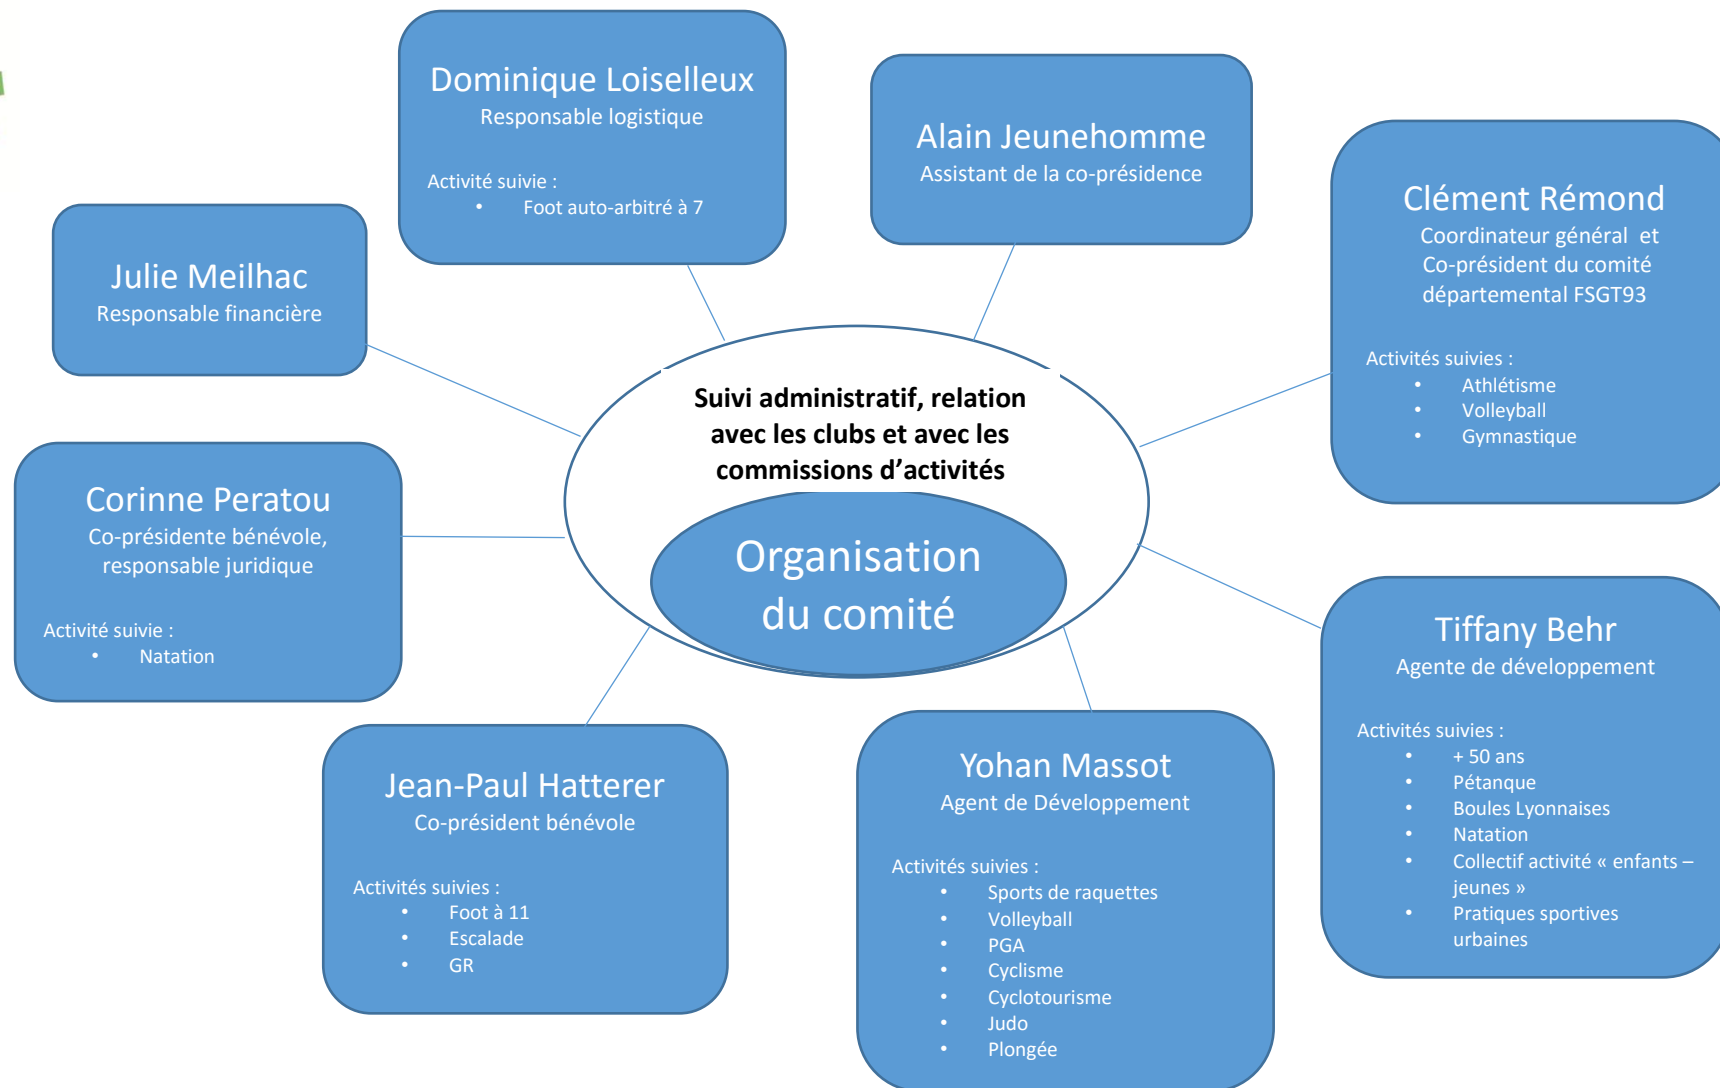 Dominique Loiselleux
Responsable logistique
Activité suivie :
• Foot auto-arbitré à 7
Alain Jeunehomme
Assistant de la co-présidence
Clément Rémond
Coordinateur général et
Co-président du comité
départemental FSGT93
Activités suivies :
• Athlétisme
• Volleyball
• Gymnastique
Julie Meilhac
Responsable financière
Suivi administratif, relation
avec les clubs et avec les
commissions d’activités
Organisation
du comité
Corinne Peratou
Co-présidente bénévole,
responsable juridique
Activité suivie :
• Natation
Tiffany Behr
Agente de développement
Activités suivies :
• + 50 ans
• Pétanque
• Boules Lyonnaises
• Natation
• Collectif activité « enfants –
jeunes »
• Pratiques sportives
urbaines
Jean-Paul Hatterer
Co-président bénévole
Activités suivies :
• Foot à 11
• Escalade
• GR
Yohan Massot
Agent de Développement
Activités suivies :
• Sports de raquettes
• Volleyball
• PGA
• Cyclisme
• Cyclotourisme
• Judo
• Plongée